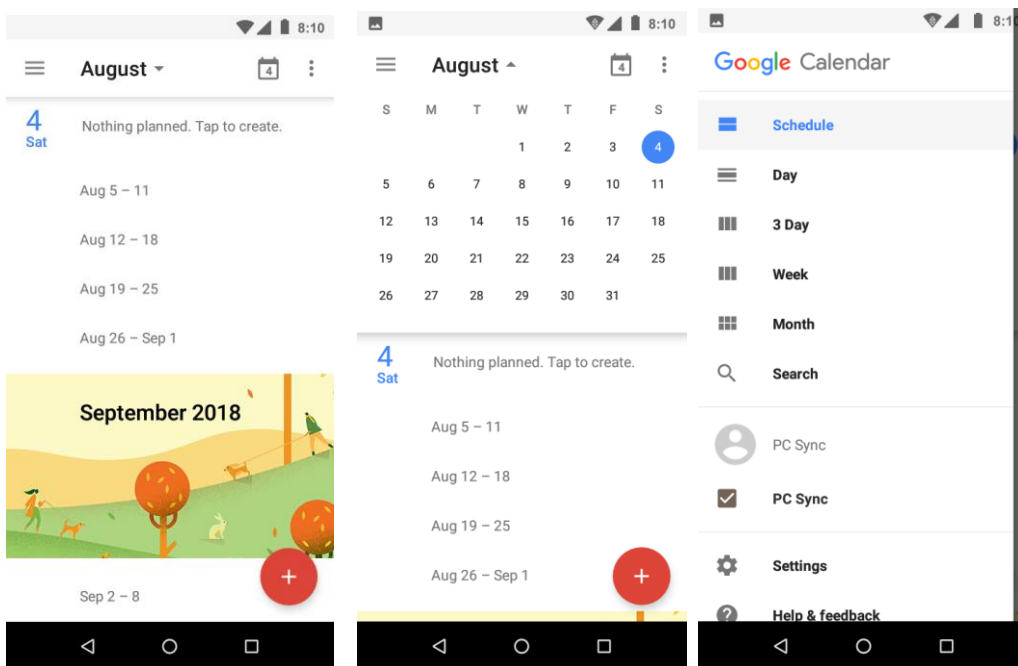 8:10
August
4
4
Sat
Nothing planned. Tap to create.
Aug 5 – 11
Aug 12 – 18
Aug 19 – 25
Aug 26 – Sep 1
September 2018
Sep 2 – 8
8:10
August
4
S M T W T F S
1 2 3 4
5 6 7 8 9 10 11
12 13 14 15 16 17 18
19 20 21 22 23 24 25
26 27 28 29 30 31
4
Sat
Nothing planned. Tap to create.
Aug 5 – 11
Aug 12 – 18
Aug 19 – 25
Aug 26 – Sep 1
8:10
Google Calendar
Schedule
Day
3 Day
Week
Month
Search
PC Sync
PC Sync
Settings
Help & feedback